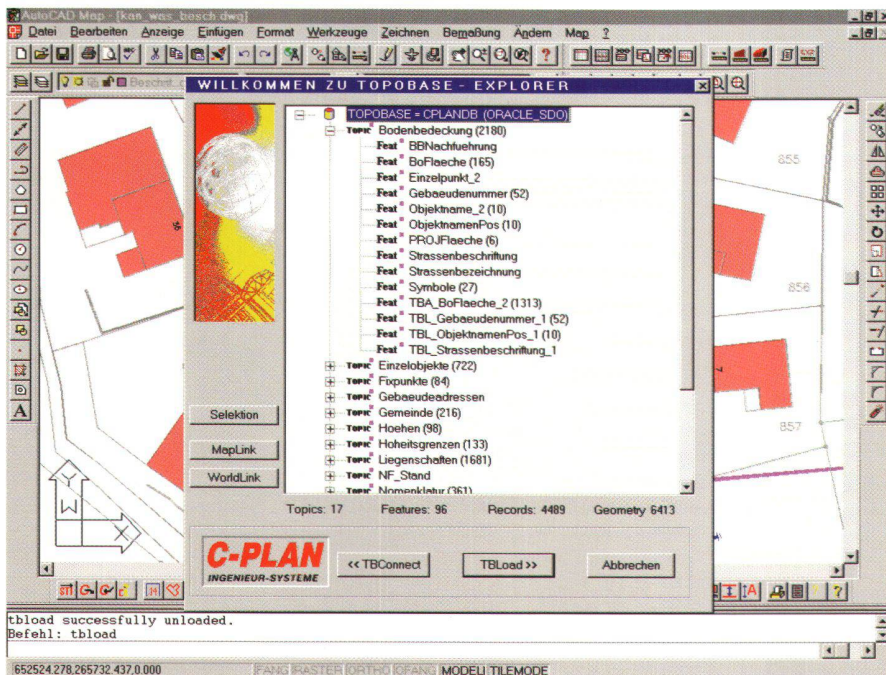 AutoCAD Map - [kan_was_besch.dwg]
Datei Bearbeiten Anzeige Einfügen Format Werkzeuge Zeichnen Bemaßung Ändern Map ?
WILLKOMMEN ZU TOPOBASE - EXPLORER
TOPOBASE = CPLANDB (ORACLE_SDO)
TOPIC Bodenbedeckung (2180)
Feat BBNachfuehrung
Feat BoFlaeche (165)
Feat Einzelpunkt_2
Feat Gebaeudenummer (52)
Feat Objektname_2 (10)
Feat ObjektnamenPos (10)
Feat PROJFlaeche (6)
Feat Strassenbeschriftung
Feat Strassenbezeichnung
Feat Symbole (27)
Feat TBA_BoFlaeche_2 (1313)
Feat TBL_Gebaeudenummer_1 (52)
Feat TBL_ObjektnamenPos_1 (10)
Feat TBL_Strassenbeschriftung_1
TOPIC Einzelobjekte (722)
TOPIC Fixpunkte (84)
TOPIC Gebaeudeadressen
TOPIC Gemeinde (216)
TOPIC Hoehen (98)
TOPIC Hoheitsgrenzen (133)
TOPIC Liegenschaften (1681)
TOPIC NF_Stand
TOPIC Nomenklatur (361)
Selektion
MapLink
WorldLink
Topics: 17 Features: 96 Records: 4489 Geometry 6413
C-PLAN
INGENIEUR-SYSTEME
<< TBConnect
TBLoad >>
Abbrechen
855
856
857
W
Y
X
A
tbload successfully unloaded.
Befehl: tbload
652524.278,265732.437,0.000 FANG RASTER ORTHO OFANG MODELL TILEMODE